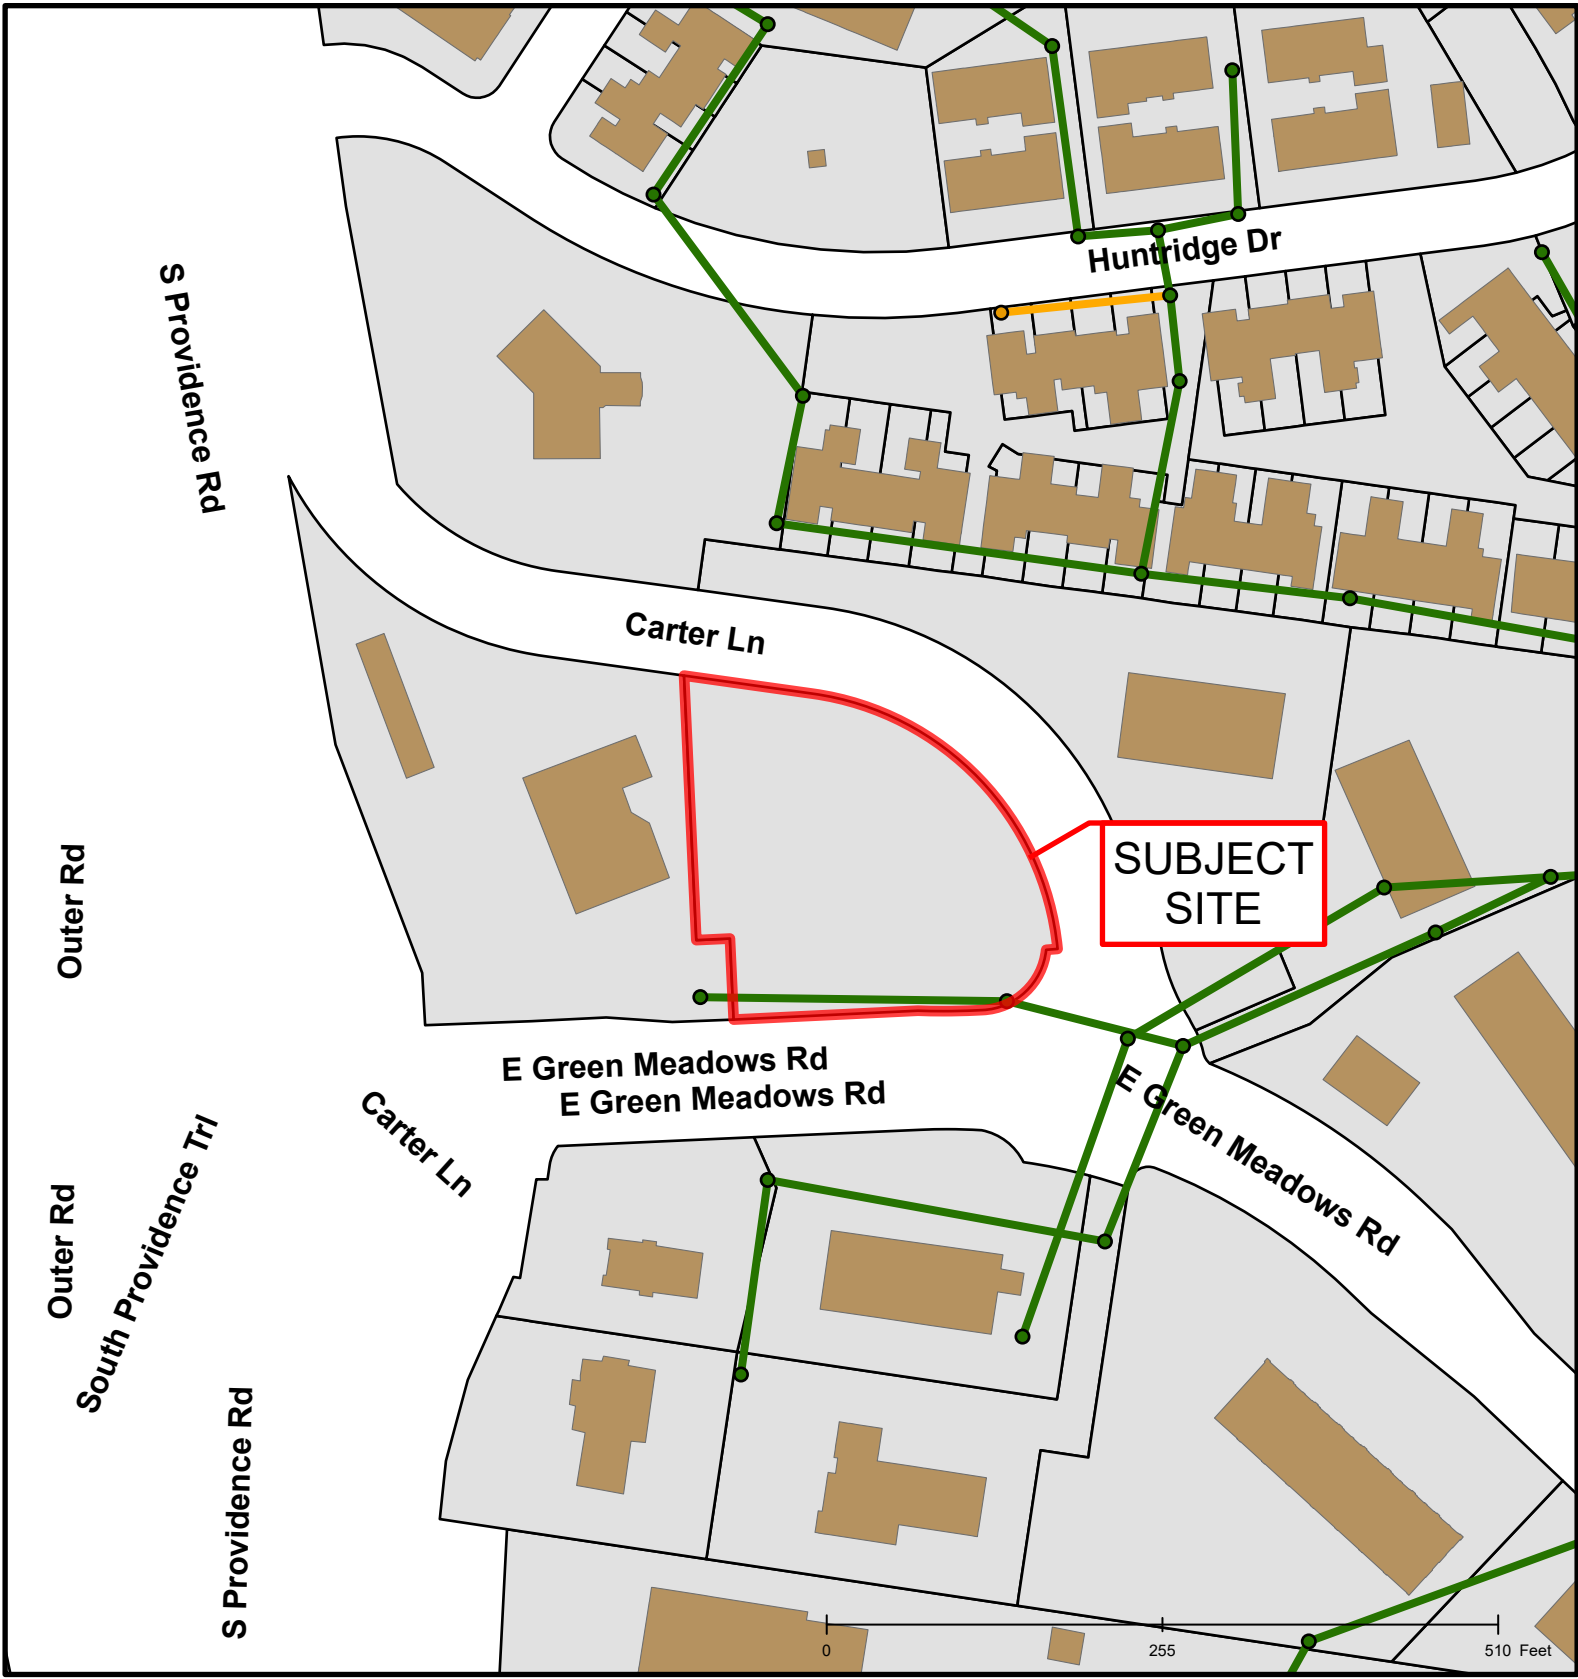 Huntridge Dr
S Providence Rd
Carter Ln
SUBJECT
SITE
Outer Rd
E Green Meadows Rd
E Green Meadows Rd
E Green Meadows Rd
Carter Ln
South Providence Trl
Outer Rd
S Providence Rd
0 255 510 Feet